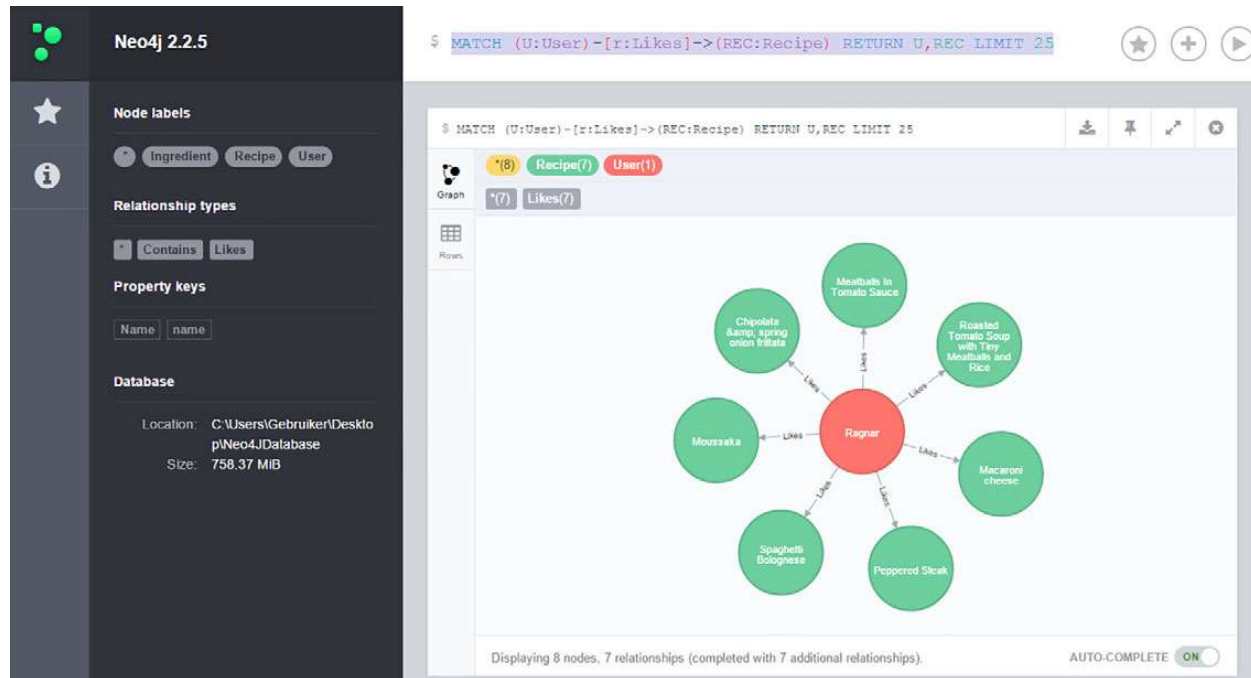 Neo4j 2.2.5
Node labels
* Ingredient Recipe User
Relationship types
* Contains Likes
Property keys
Name name
Database
Location: C:\Users\Gebruiker\Deskto
p\Neo4JDatabase
Size: 758.37 MiB
$ MATCH (U:User)-[r:Likes]->(REC:Recipe) RETURN U,REC LIMIT 25
$ MATCH (U:User)-[r:Likes]->(REC:Recipe) RETURN U,REC LIMIT 25
Graph
Rows
*(8) Recipe(7) User(1)
*(7) Likes(7)
Meatballs In
Tomato Sauce
Chipolata
&amp; spring
onion frittata
Roasted
Tomato Soup
with Tiny
Meatballs and
Rice
Likes
Likes
Likes
Moussaka
Likes
Ragnar
Likes
Macaroni
cheese
Likes
Likes
Spaghetti
Bolognese
Peppered Steak
Displaying 8 nodes, 7 relationships (completed with 7 additional relationships).
AUTO-COMPLETE ON